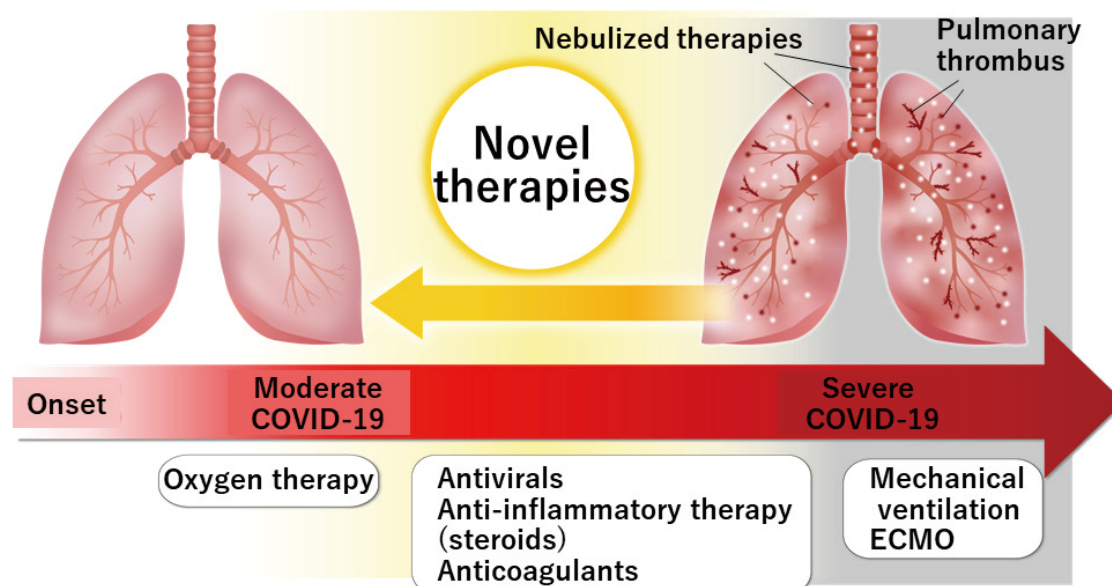 Nebulized therapies
Pulmonary
thrombus
Novel
therapies
Onset
Moderate
COVID-19
Severe
COVID-19
Oxygen therapy
Antivirals
Anti-inflammatory therapy
(steroids)
Anticoagulants
Mechanical
ventilation
ECMO